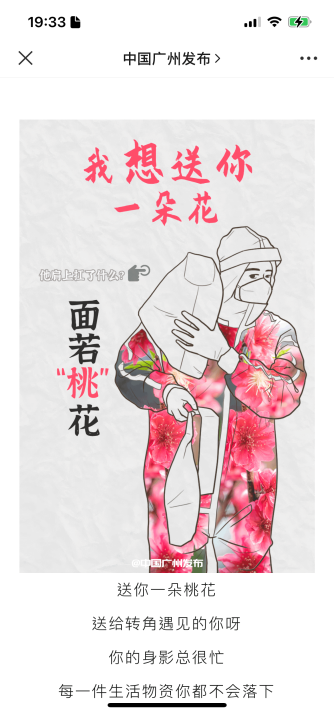 19:33
中国广州发布
我想送你
一朵花
他肩上扛了什么?
面若
“桃”
花
@中国广州发布
送你一朵桃花
送给转角遇见的你呀
你的身影总很忙
每一件生活物资你都不会落下